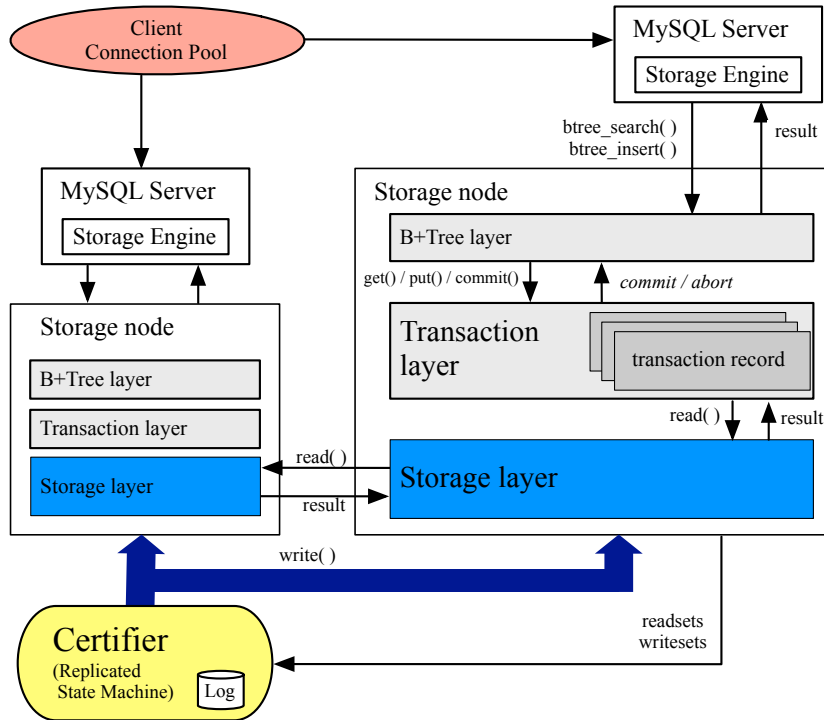 Client
Connection Pool
MySQL Server
Storage Engine
btree_search( )
btree_insert( )
result
MySQL Server
Storage Engine
Storage node
B+Tree layer
get() / put() / commit()
commit / abort
Transaction
layer
transaction record
read( )
result
Storage layer
Storage node
B+Tree layer
Transaction layer
Storage layer
read( )
result
write( )
readsets
writesets
Certifier
(Replicated
State Machine)
Log